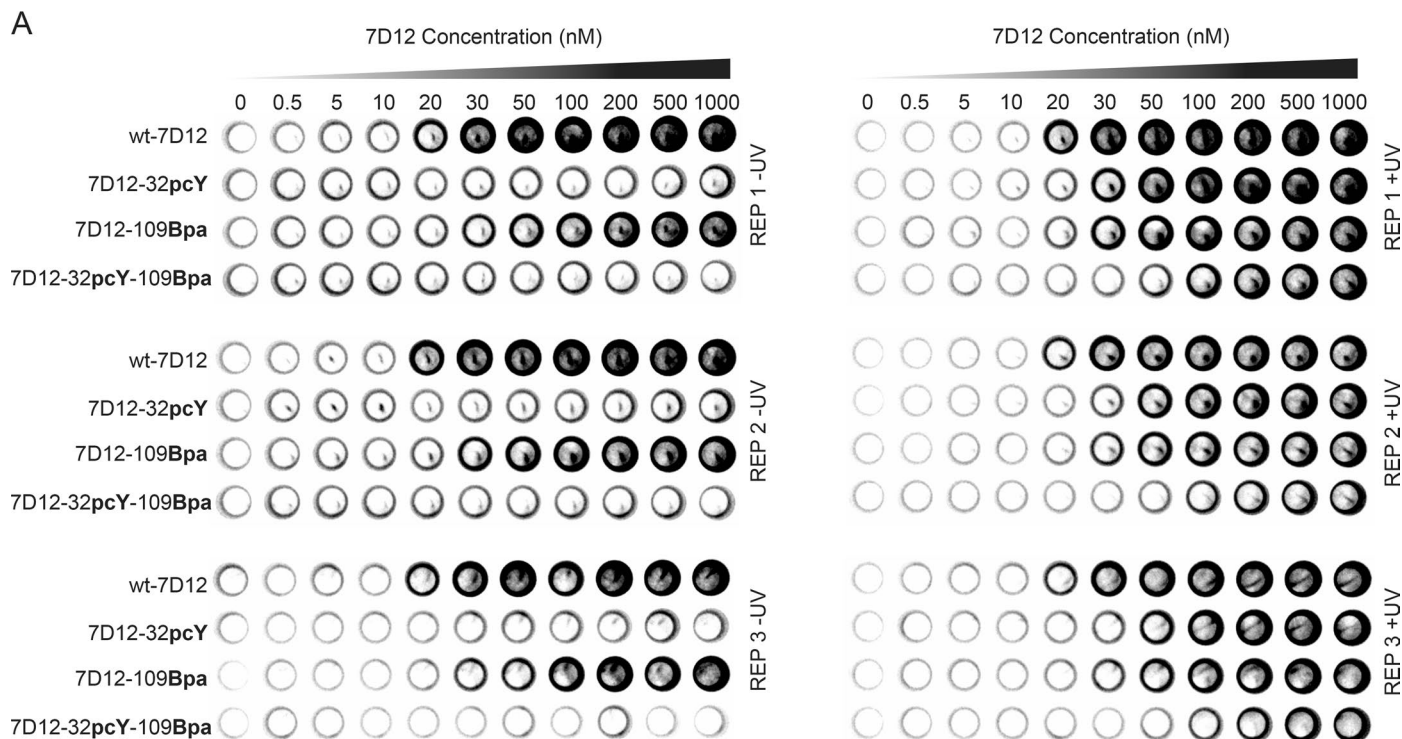 A
7D12 Concentration (nM)
0 0.5 5 10 20 30 50 100 200 500 1000
wt-7D12
7D12-32pcY
7D12-109Bpa
7D12-32pcY-109Bpa
REP 1 -UV
7D12 Concentration (nM)
0 0.5 5 10 20 30 50 100 200 500 1000
REP 1 +UV
wt-7D12
7D12-32pcY
7D12-109Bpa
7D12-32pcY-109Bpa
REP 2 -UV
REP 2 +UV
wt-7D12
7D12-32pcY
7D12-109Bpa
7D12-32pcY-109Bpa
REP 3 -UV
REP 3 +UV